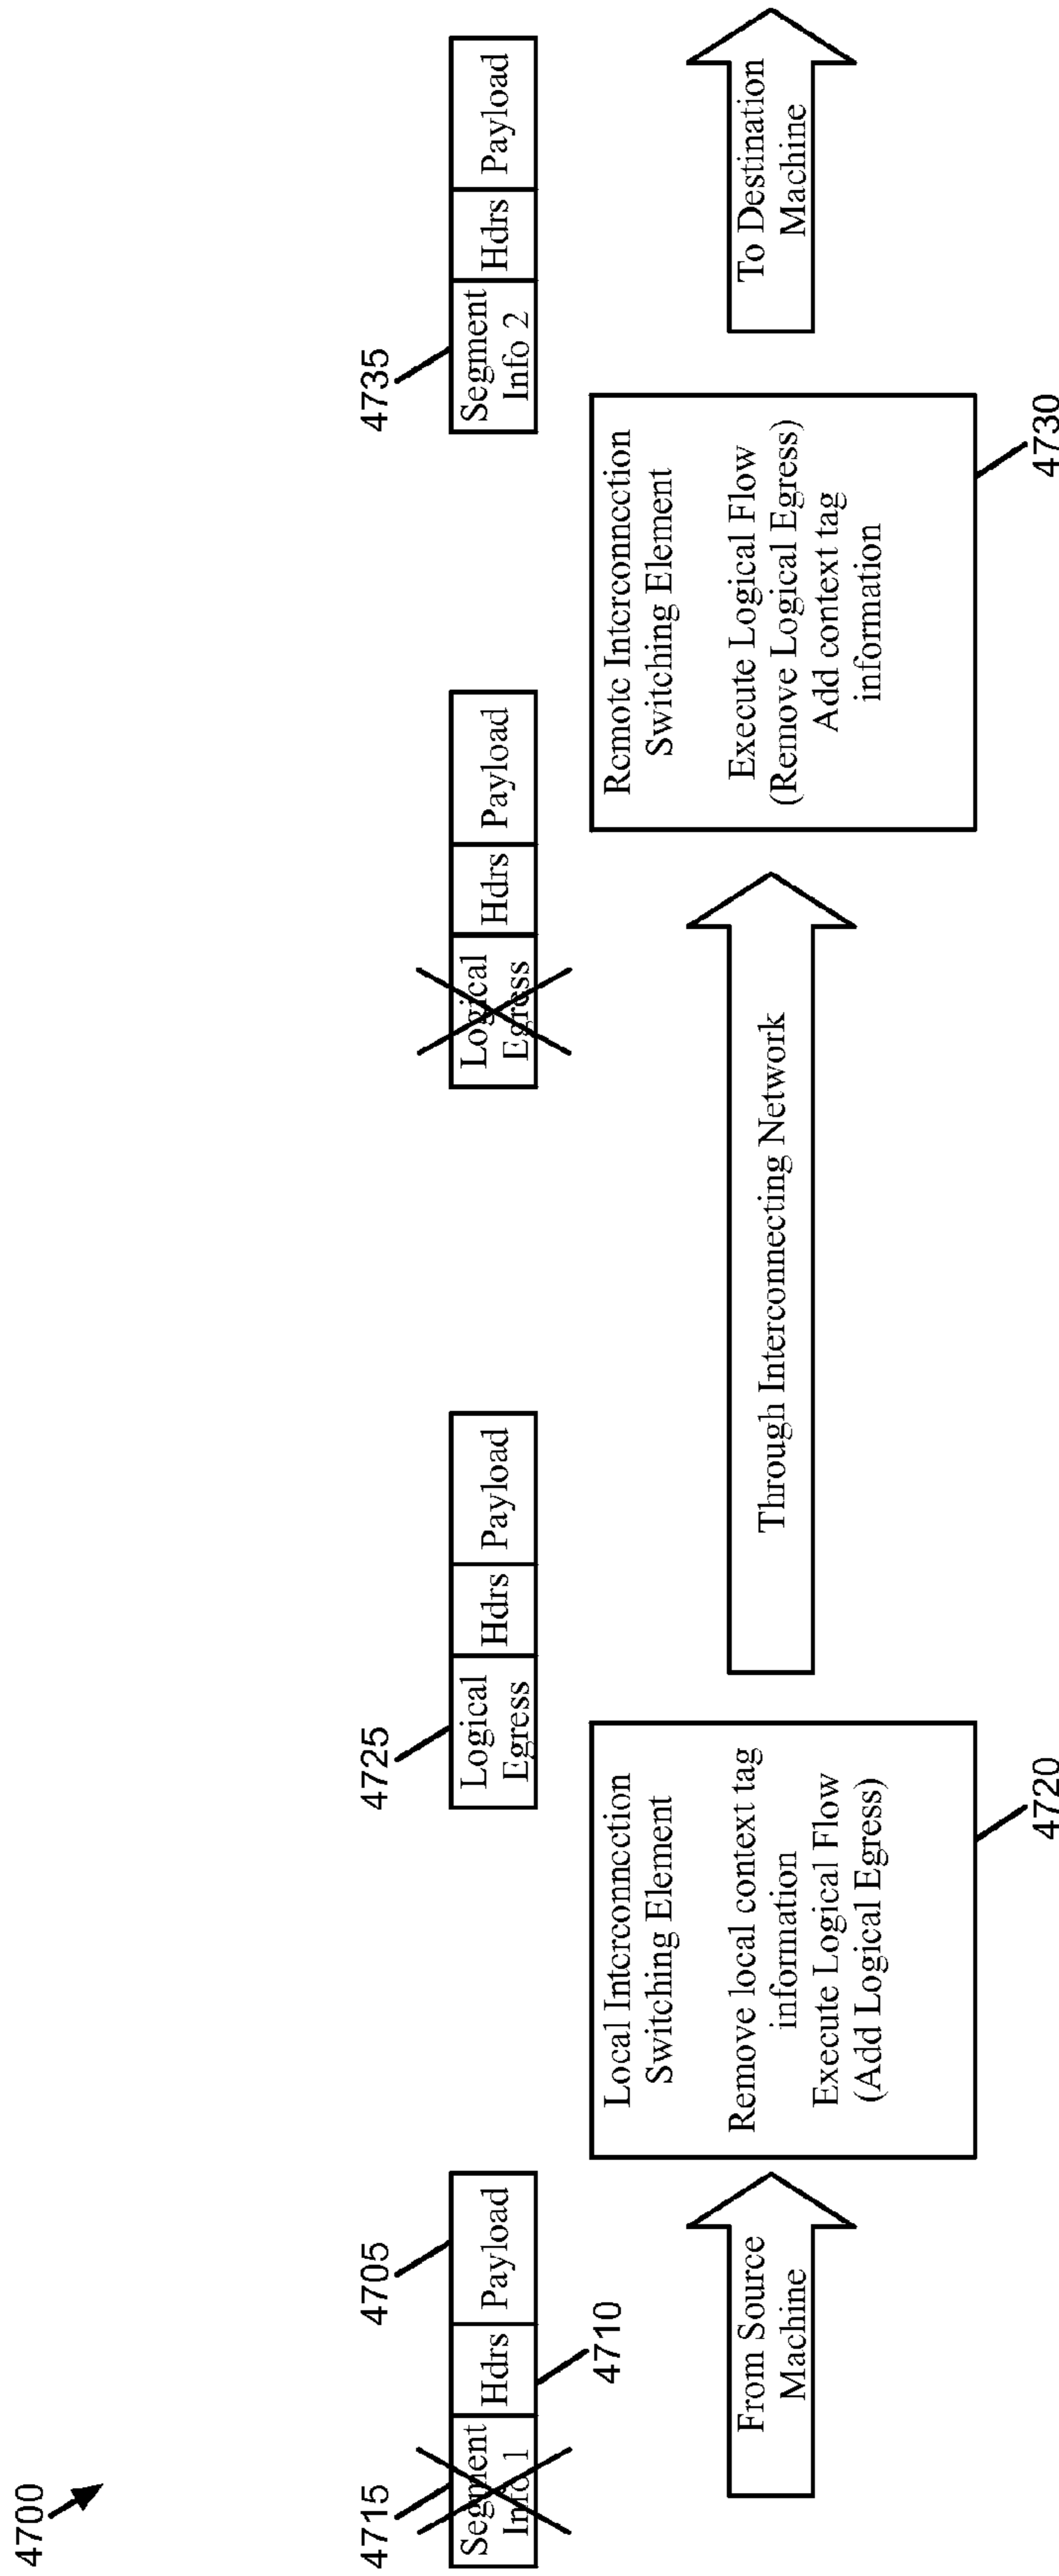 4700
4715
Segment
Info 1
Hdrs
Payload
4705
4710
4725
Logical
Egress
Hdrs
Payload
Logical
Egress
Hdrs
Payload
4735
Segment
Info 2
Hdrs
Payload
From Source
Machine
Local Interconnection
Switching Element
Remove local context tag
information
Execute Logical Flow
(Add Logical Egress)
4720
Through Interconnecting Network
Remote Interconnection
Switching Element
Execute Logical Flow
(Remove Logical Egress)
Add context tag
information
4730
To Destination
Machine